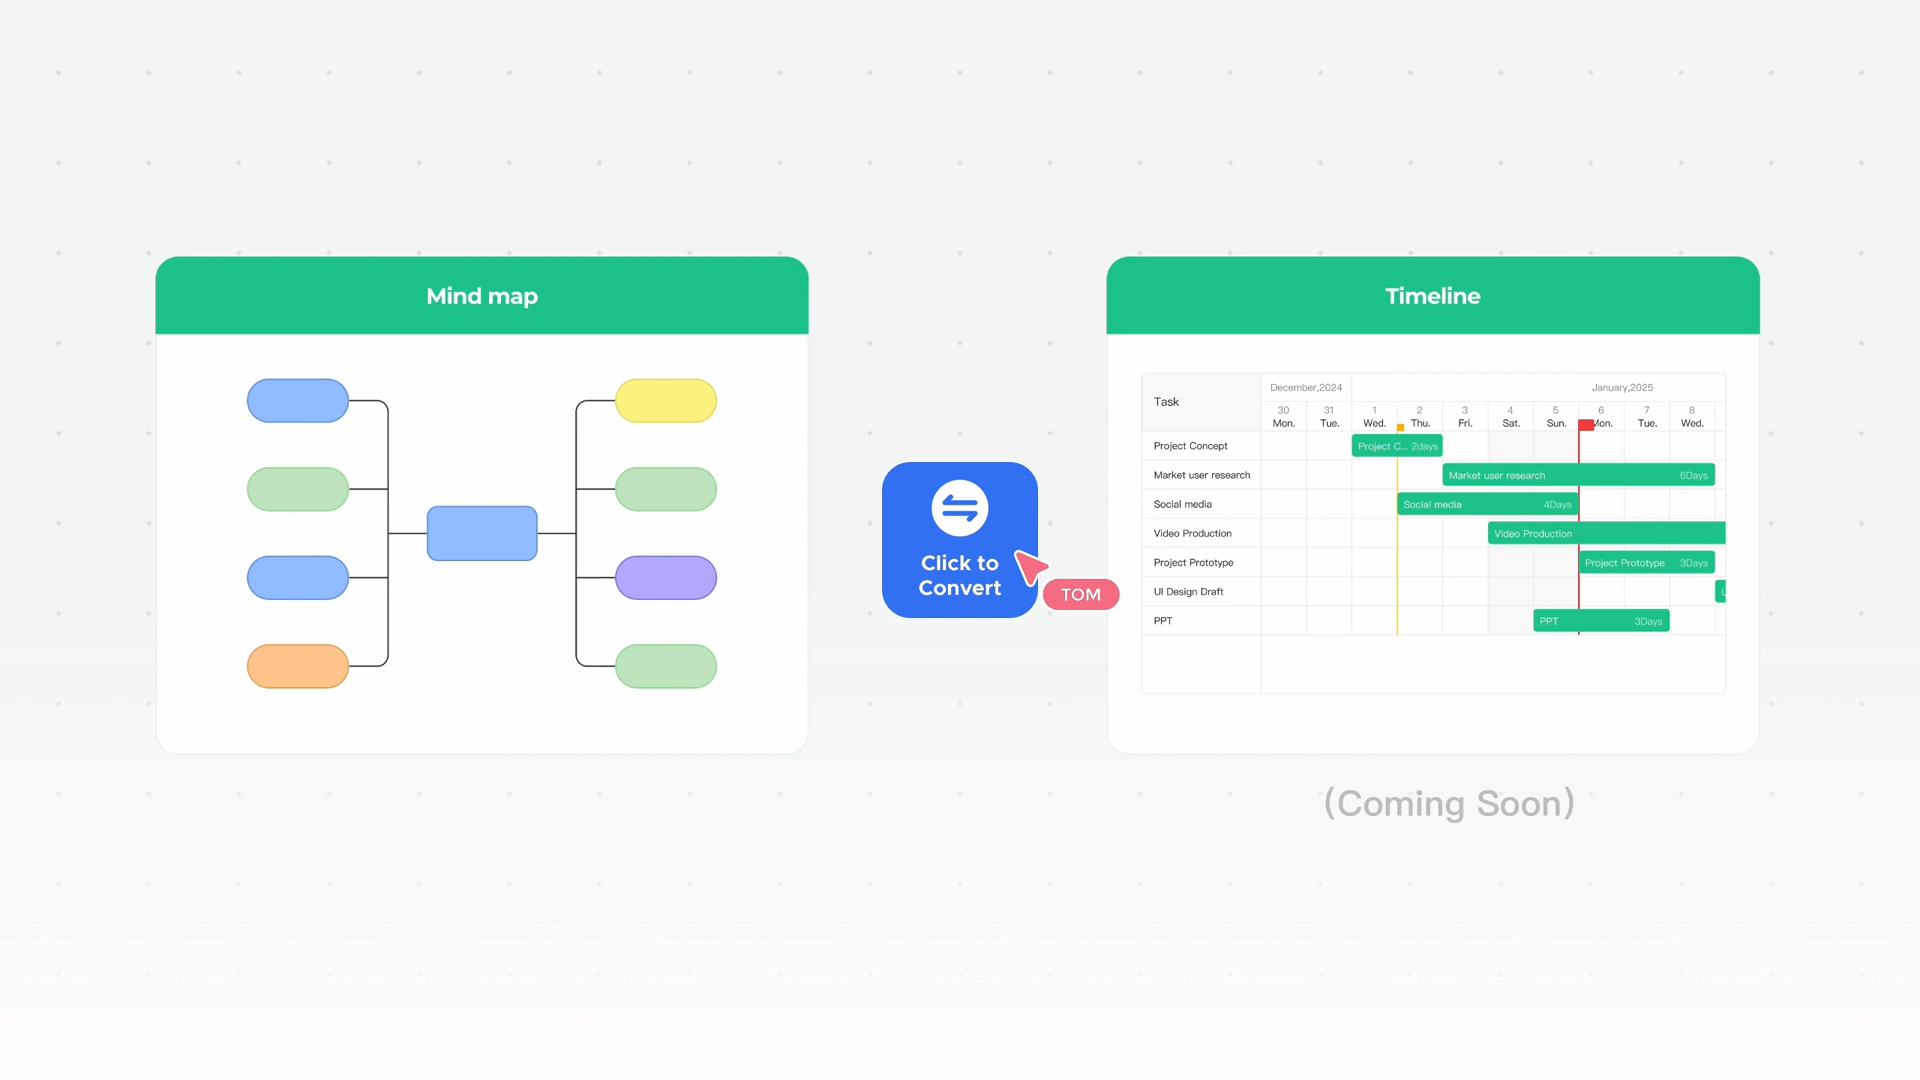 Mind map
Click to
Convert
TOM
Timeline
Task
December,2024
January,2025
30 31 1 2 3 4 5 6 7 8
Mon. Tue. Wed. Thu. Fri. Sat. Sun. Mon. Tue. Wed.
Project Concept
Project C... 2days
Market user research
Market user research 6Days
Social media
Social media 4Days
Video Production
Video Production
Project Prototype
Project Prototype 3Days
UI Design Draft
PPT
PPT 3Days
(Coming Soon)